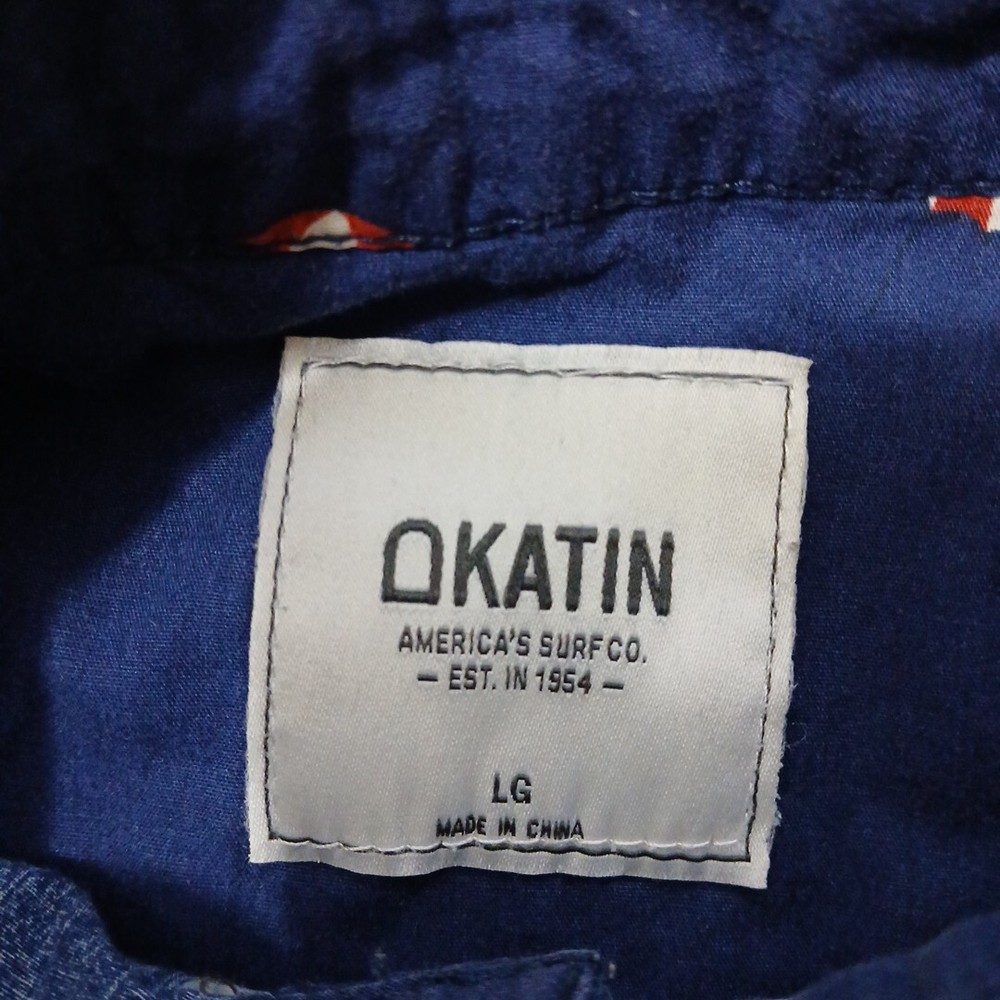 KATIN
AMERICA'S SURF CO.
— EST. IN 1954 —
LG
MADE IN CHINA